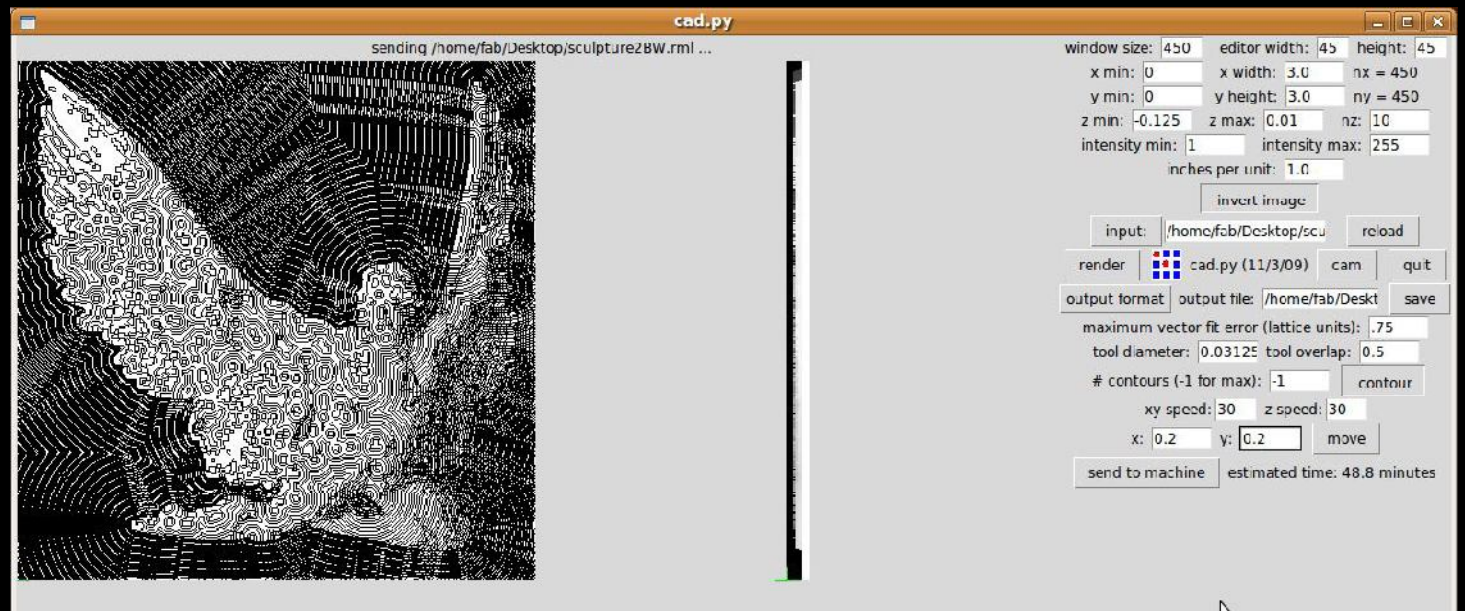 cad.py
sending /home/fab/Desktop/sculpture2BW.rml ...
window size: 450 editor width: 45 height: 45
x min: 0 x width: 3.0 nx = 450
y min: 0 y height: 3.0 ny = 450
z min: -0.125 z max: 0.01 nz: 10
intensity min: 1 intensity max: 255
inches per unit: 1.0
invert image
input: /home/fab/Desktop/scu reload
render cad.py (11/3/09) cam quit
output format output file: /home/fab/Deskt save
maximum vector fit error (lattice units): .75
tool diameter: 0.03125 tool overlap: 0.5
# contours (-1 for max): -1 contour
xy speed: 30 z speed: 30
x: 0.2 y: 0.2 move
send to machine estimated time: 48.8 minutes